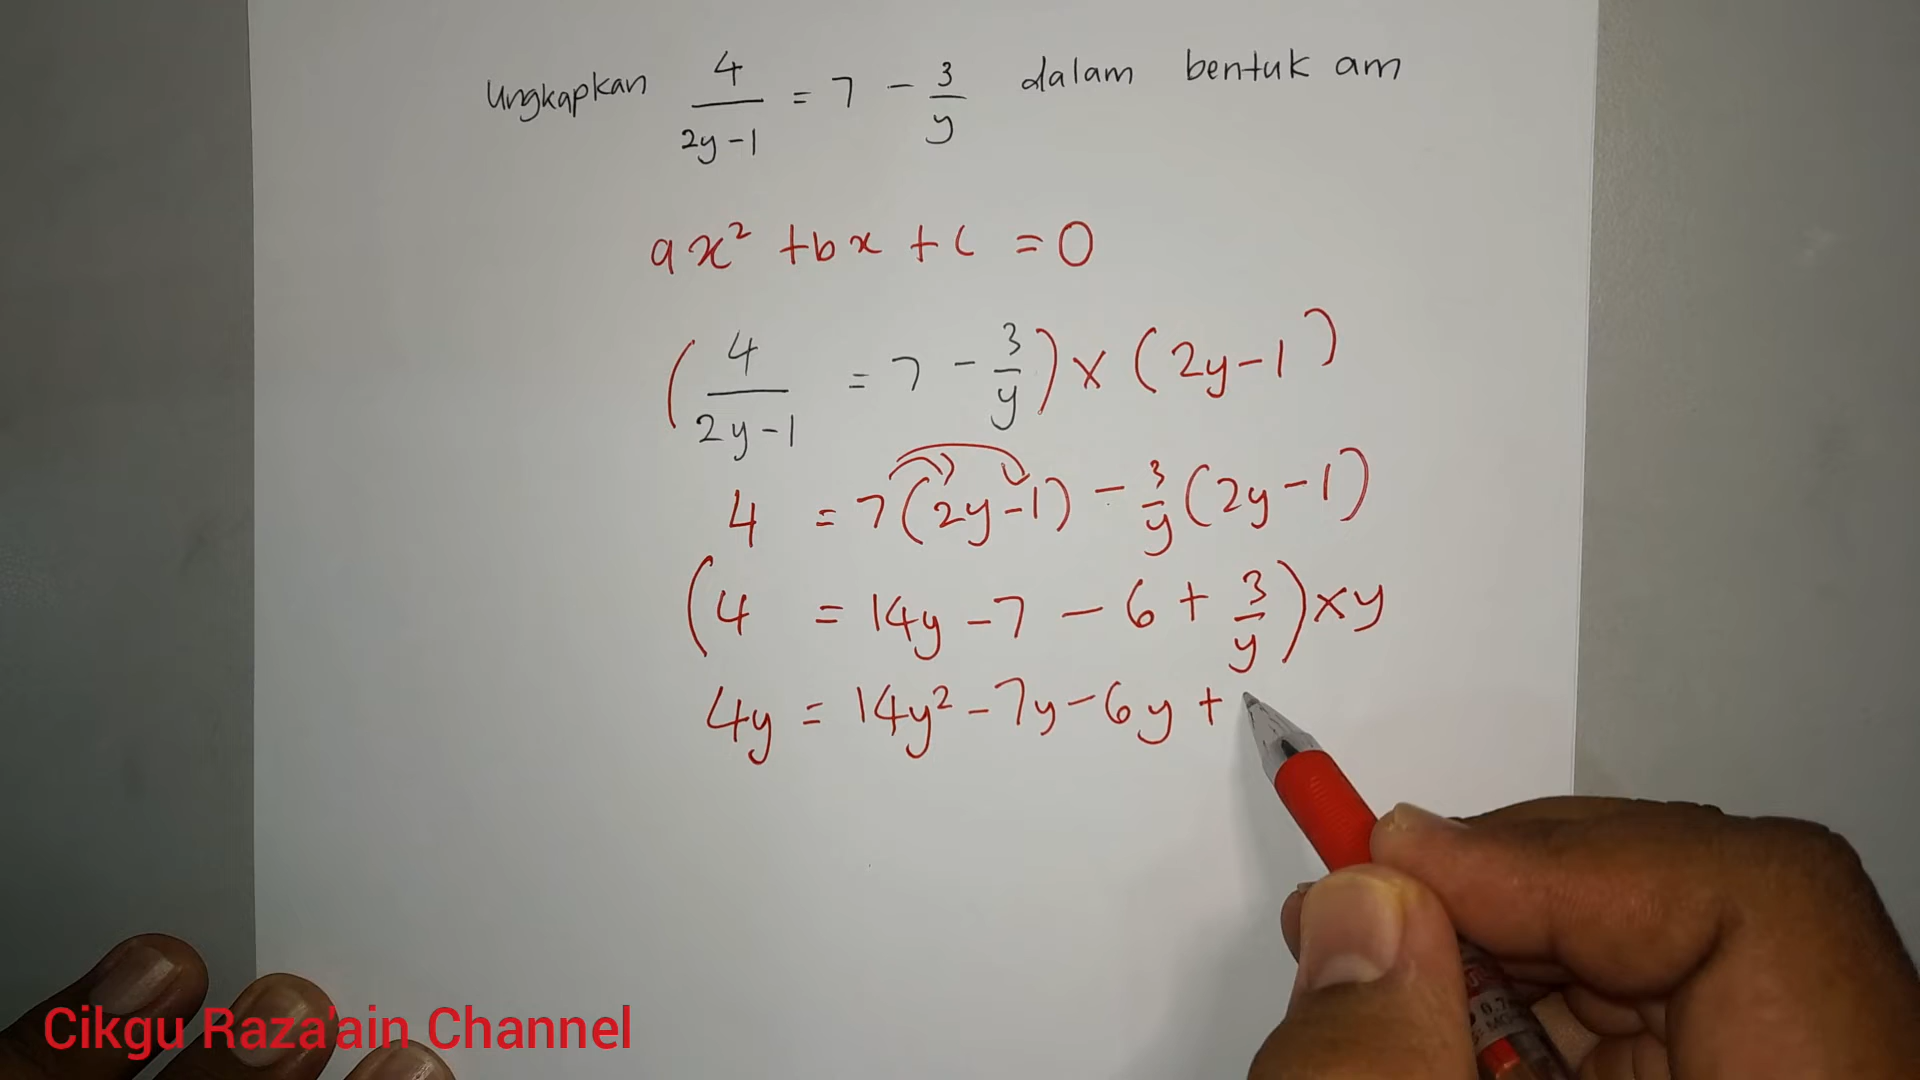 Ungkapkan 4/(2y-1) = 7 - 3/y dalam bentuk am
ax² + bx + c = 0
(4/(2y-1) = 7 - 3/y) x (2y-1)
4 = 7(2y-1) - 3/y(2y-1)
(4 = 14y - 7 - 6 + 3/y) x y
4y = 14y² - 7y - 6y +
Cikgu Raza'ain Channel